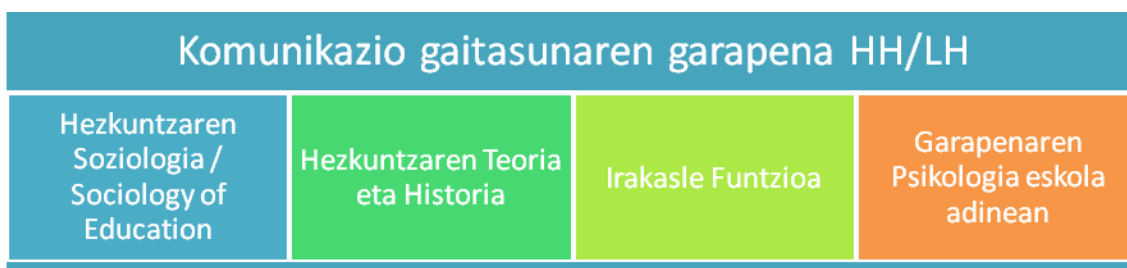 Komunikazio gaitasunaren garapena HH/LH
Hezkuntzaren
Soziologia /
Sociology of
Education
Hezkuntzaren Teoria
eta Historia
Irakasle Funtzioa
Garapenaren
Psikologia eskola
adinean